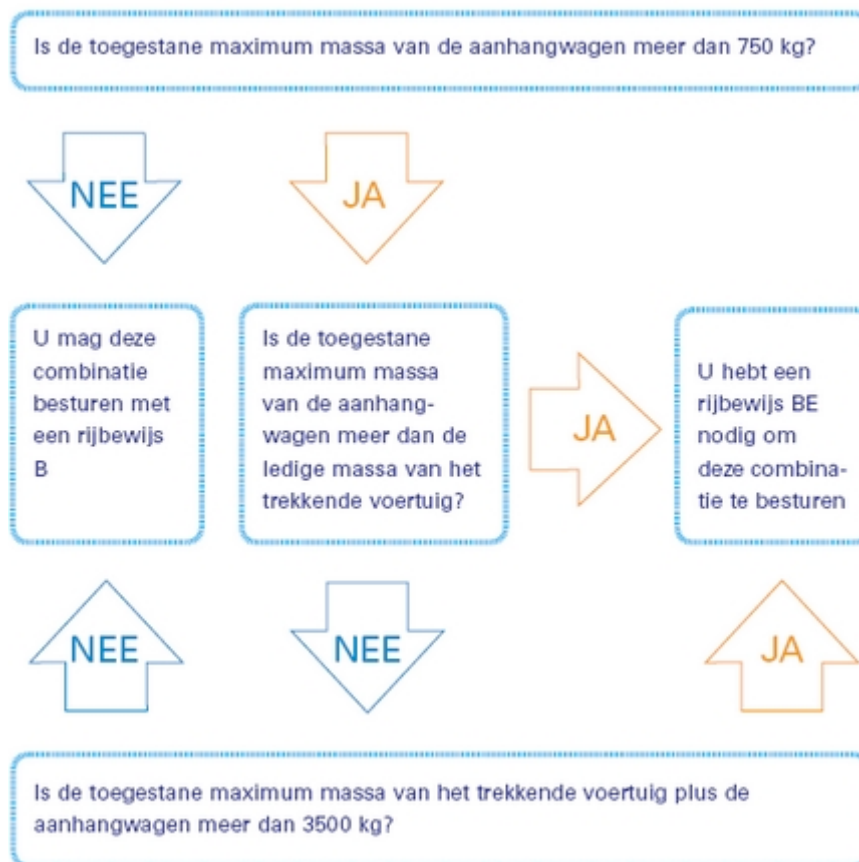 Is de toegestane maximum massa van de aanhangwagen meer dan 750 kg?
NEE
JA
U mag deze
combinatie
besturen met
een rijbewijs
B
Is de toegestane
maximum massa
van de aanhang-
wagen meer dan de
ledige massa van het
trekkende voertuig?
JA
U hebt een
rijbewijs BE
nodig om
deze combina-
tie te besturen
NEE
NEE
JA
Is de toegestane maximum massa van het trekkende voertuig plus de
aanhangwagen meer dan 3500 kg?